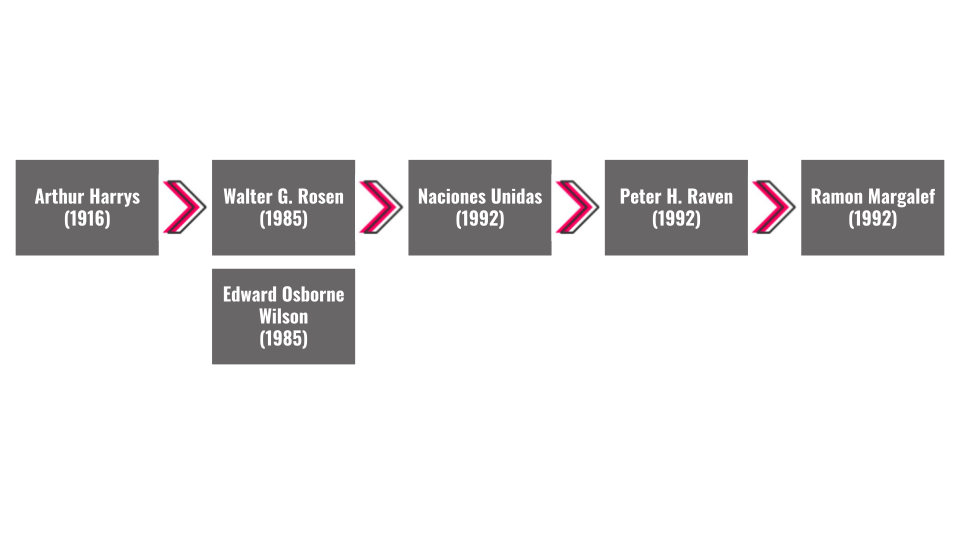 Arthur Harrys
(1916)
Walter G. Rosen
(1985)
Edward Osborne
Wilson
(1985)
Naciones Unidas
(1992)
Peter H. Raven
(1992)
Ramon Margalef
(1992)